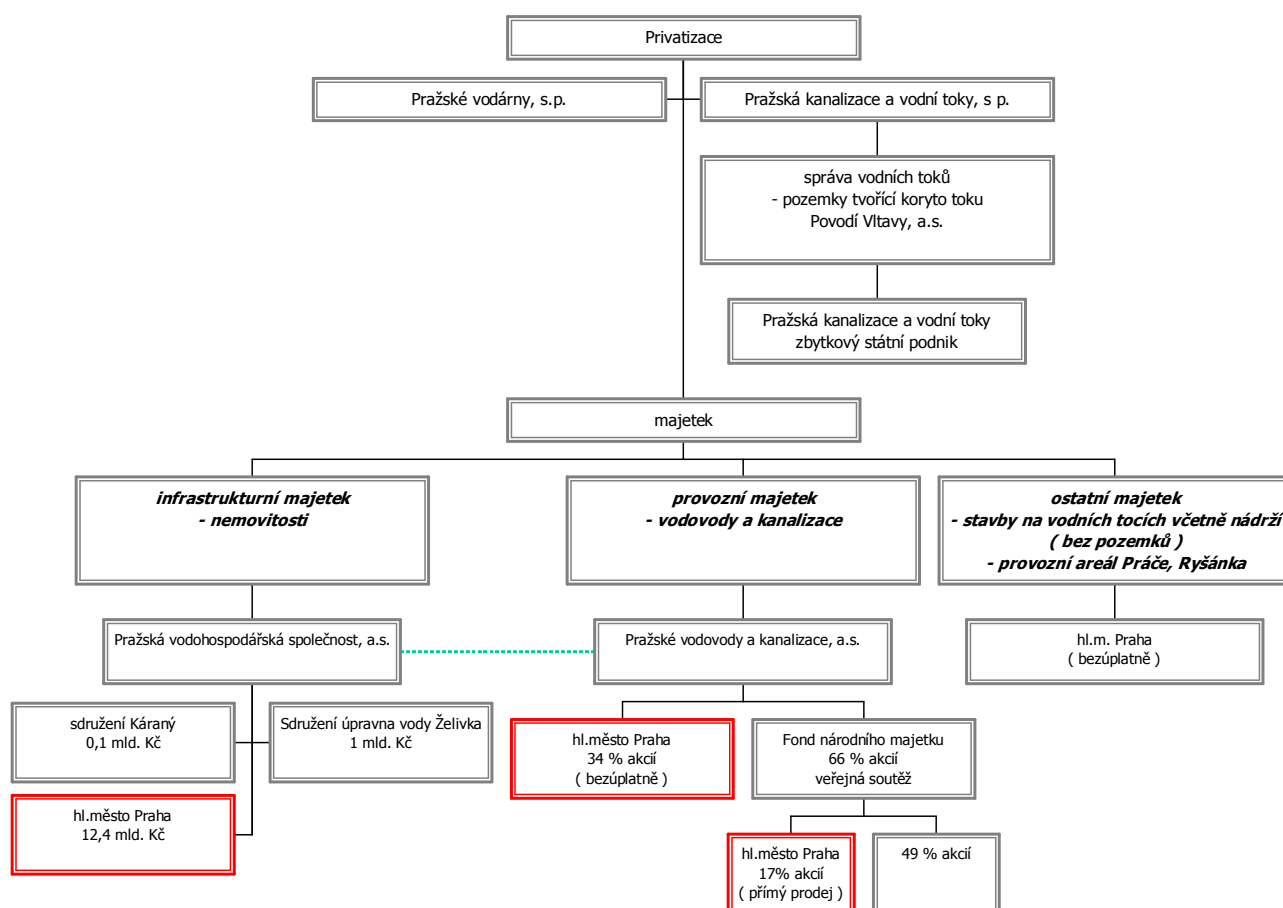 Privatizace
Pražské vodárny, s.p.
Pražská kanalizace a vodní toky, s p.
správa vodních toků
- pozemky tvořící koryto toku
Povodí Vltavy, a.s.
Pražská kanalizace a vodní toky
zbytkový státní podnik
majetek
infrastrukturní majetek
- nemovitosti
provozní majetek
- vodovody a kanalizace
ostatní majetek
- stavby na vodních tocích včetně nádrží
( bez pozemků )
- provozní areál Práče, Ryšánka
Pražská vodohospodářská společnost, a.s.
Pražské vodovody a kanalizace, a.s.
hl.m. Praha
( bezúplatně )
sdružení Káraný
0,1 mld. Kč
Sdružení úpravna vody Želivka
1 mld. Kč
hl.město Praha
34 % akcií
( bezúplatně )
Fond národního majetku
66 % akcií
veřejná soutěž
hl.město Praha
12,4 mld. Kč
hl.město Praha
17% akcií
( přímý prodej )
49 % akcií